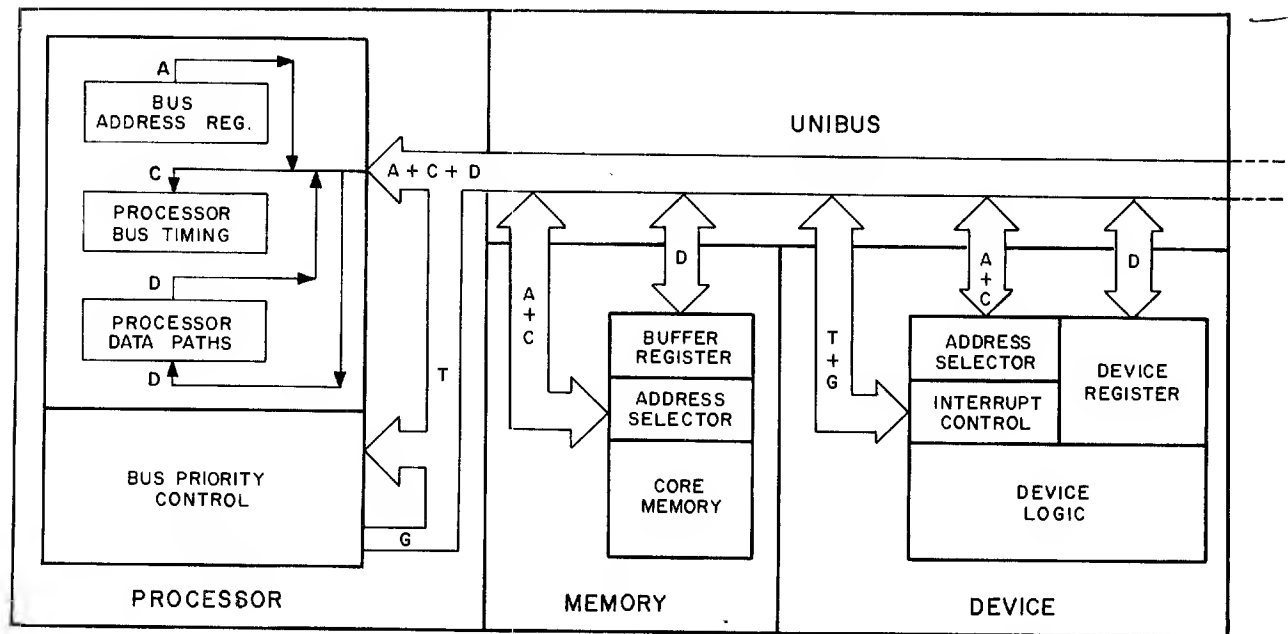 A
BUS
ADDRESS REG.
C
PROCESSOR
BUS TIMING
D
PROCESSOR
DATA PATHS
D
BUS PRIORITY
CONTROL
PROCESSOR
A + C + D
T
G
UNIBUS
A
+
C
D
BUFFER
REGISTER
ADDRESS
SELECTOR
CORE
MEMORY
MEMORY
T
+
G
A
+
C
D
ADDRESS
SELECTOR
INTERRUPT
CONTROL
DEVICE
REGISTER
DEVICE
LOGIC
DEVICE